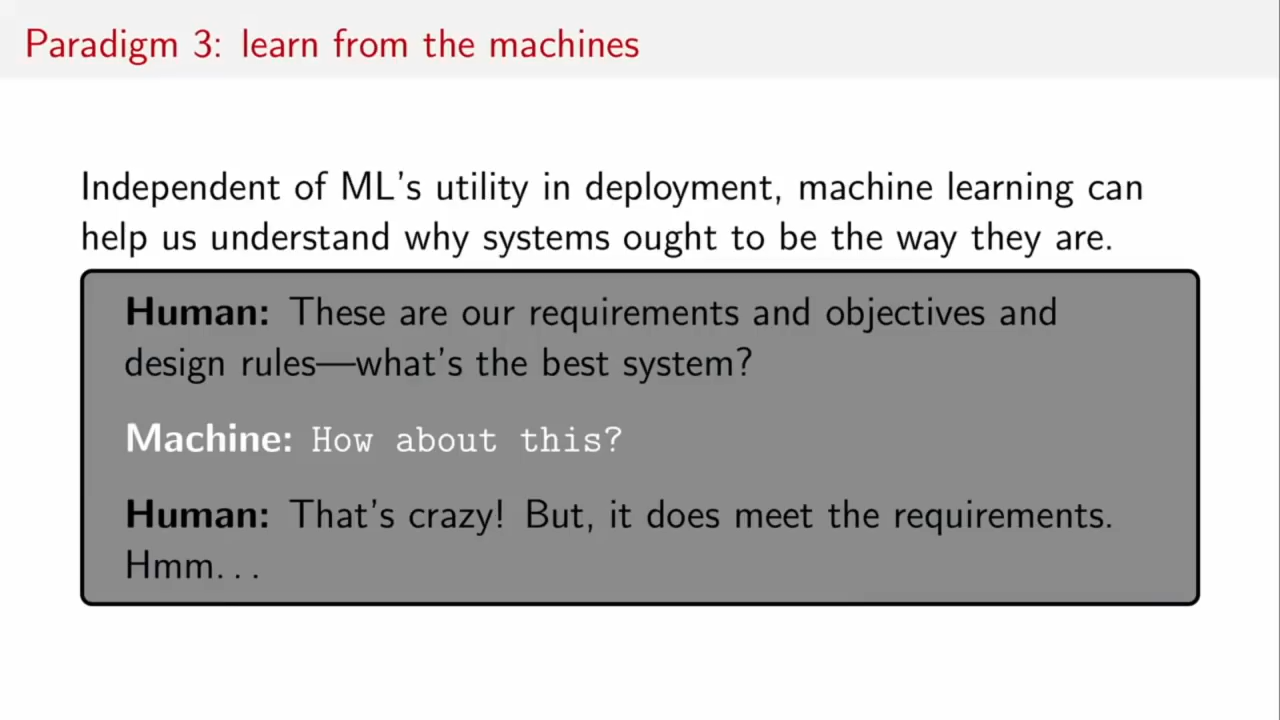 Paradigm 3: learn from the machines
Independent of ML's utility in deployment, machine learning can
help us understand why systems ought to be the way they are.
Human: These are our requirements and objectives and
design rules—what's the best system?
Machine: How about this?
Human: That's crazy! But, it does meet the requirements.
Hmm. . .